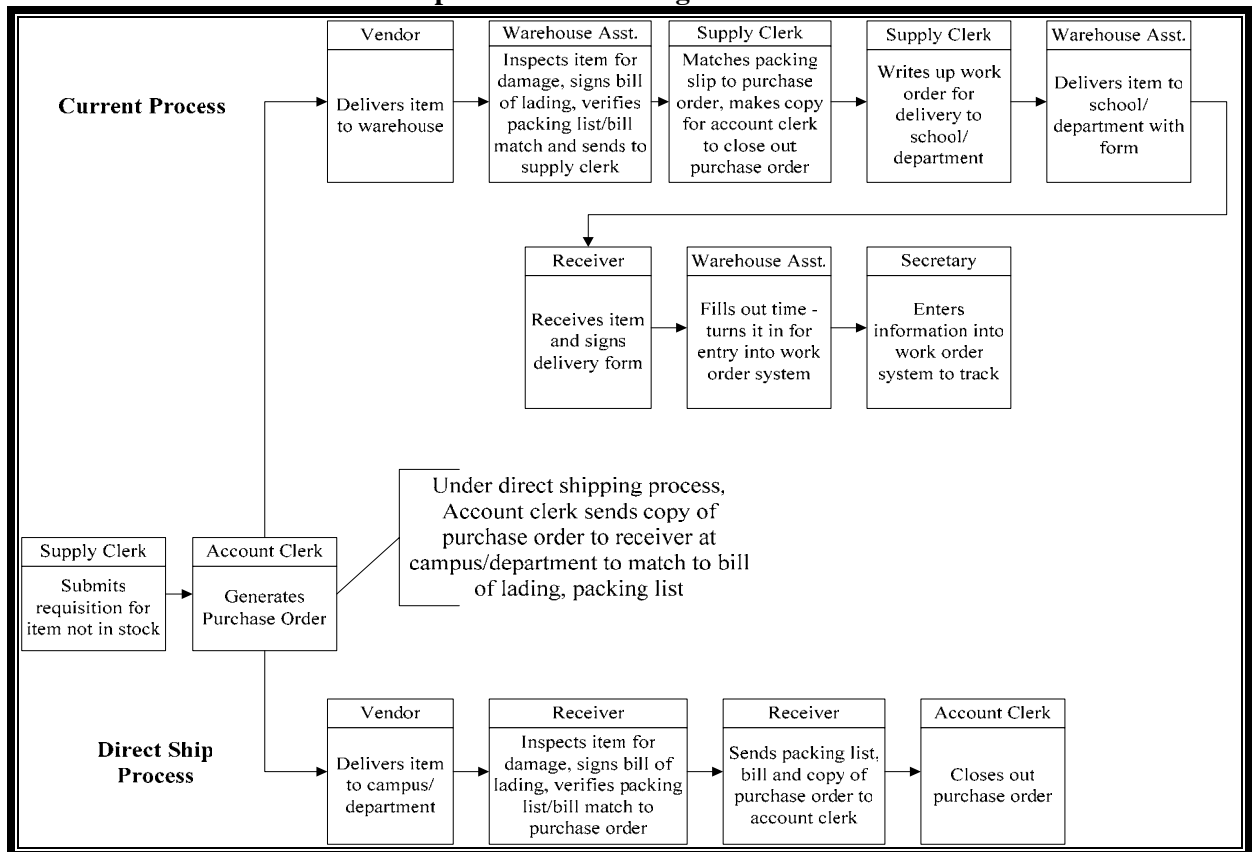 Vendor
Delivers item
to warehouse
Warehouse Asst.
Inspects item for
damage, signs bill
of lading, verifies
packing list/bill
match and sends to
supply clerk
Supply Clerk
Matches packing
slip to purchase
order, makes copy
for account clerk
to close out
purchase order
Supply Clerk
Writes up work
order for
delivery to
school/
department
Warehouse Asst.
Delivers item to
school/
department with
form
Current Process
Receiver
Receives item
and signs
delivery form
Warehouse Asst.
Fills out time -
turns it in for
entry into work
order system
Secretary
Enters
information into
work order
system to track
Under direct shipping process,
Account clerk sends copy of
purchase order to receiver at
campus/department to match to bill
of lading, packing list
Supply Clerk
Submits
requisition for
item not in stock
Account Clerk
Generates
Purchase Order
Direct Ship
Process
Vendor
Delivers item
to campus/
department
Receiver
Inspects item for
damage, signs bill of
lading, verifies packing
list/bill match to
purchase order
Receiver
Sends packing list,
bill and copy of
purchase order to
account clerk
Account Clerk
Closes out
purchase order